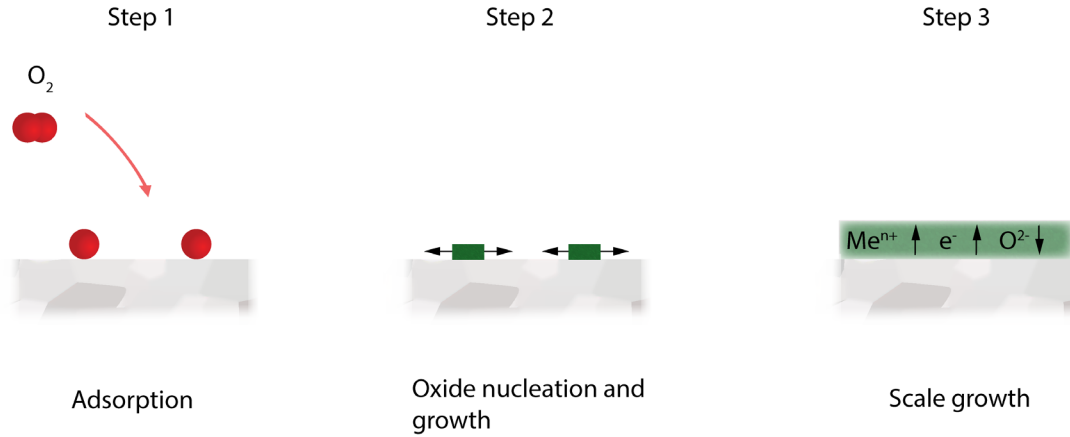 Step 1
Step 2
Step 3
O₂
Meⁿ⁺ e⁻ O²⁻
Adsorption
Oxide nucleation and
growth
Scale growth